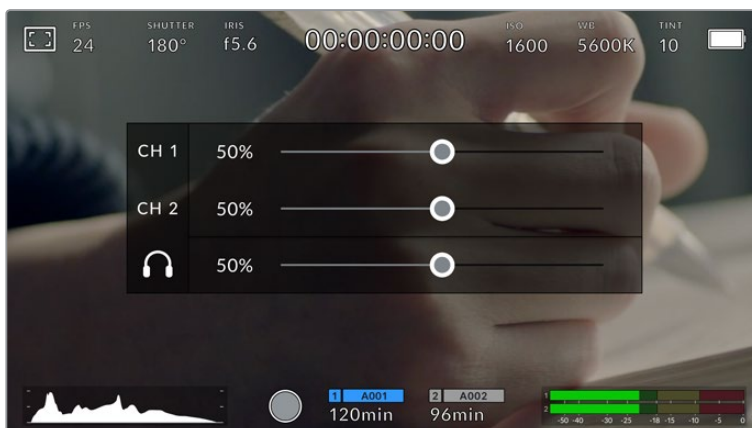 FPS SHUTTER IRIS ISO WB TINT
24 180° f5.6 00:00:00:00 1600 5600K 10
CH 1 50%
CH 2 50%
50%
1 A001 2 A002
120min 96min
1
2
-50 -40 -30 -25 -18 -15 -10 -5 0